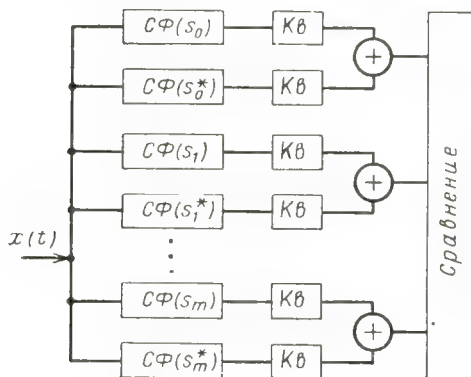 СФ(s₀) Кв
+
СФ(s₀*) Кв
СФ(s₁) Кв
+
СФ(s₁*) Кв
x(t)
СФ(sₘ) Кв
+
СФ(sₘ*) Кв
Сравнение